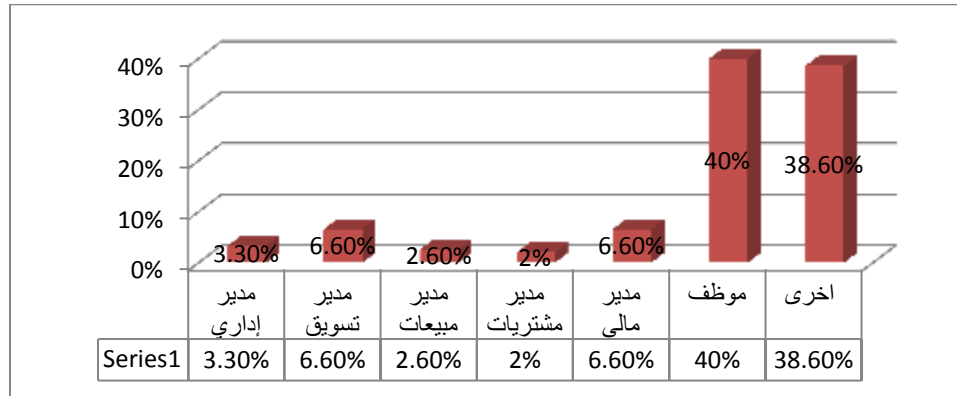 40%
30%
20%
10%
0%
3.30%
6.60%
2.60%
2%
6.60%
40%
38.60%
مدير إداري
مدير تسويق
مدير مبيعات
مدير مشتريات
مدير مالي
موظف
اخرى
Series1 3.30% 6.60% 2.60% 2% 6.60% 40% 38.60%